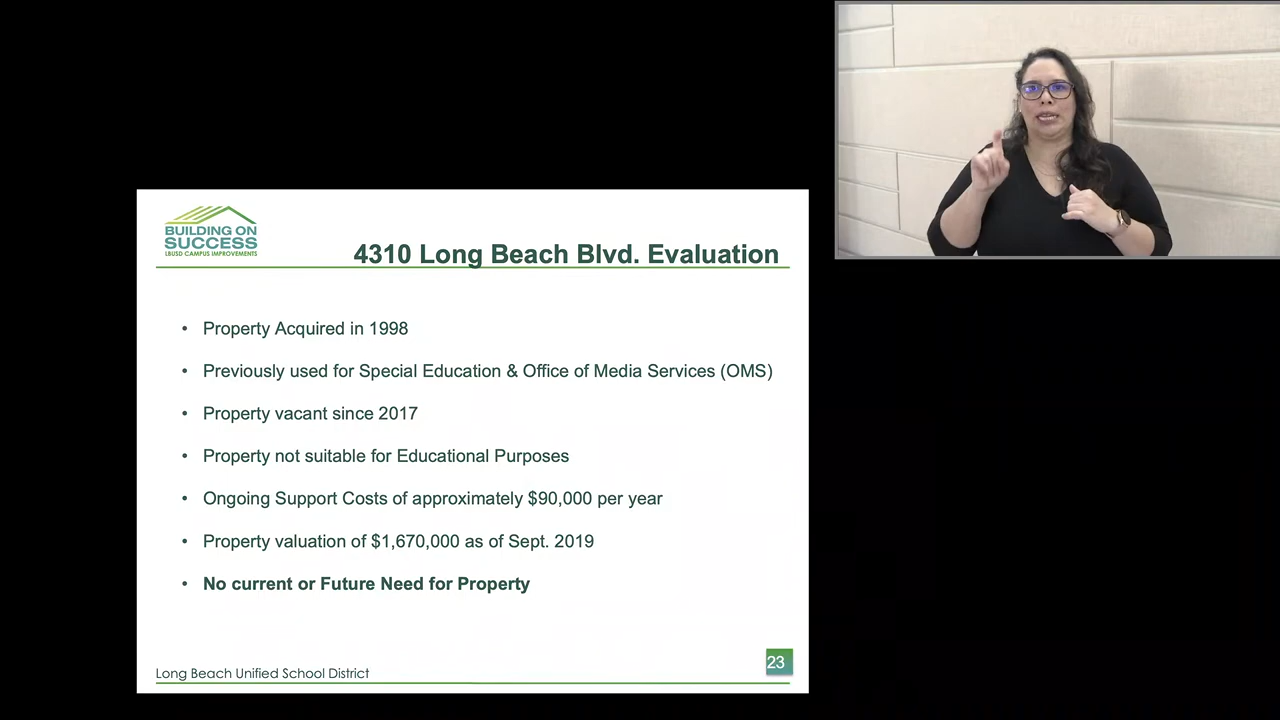 BUILDING ON
SUCCESS
LBUSD CAMPUS IMPROVEMENTS
4310 Long Beach Blvd. Evaluation
• Property Acquired in 1998
• Previously used for Special Education & Office of Media Services (OMS)
• Property vacant since 2017
• Property not suitable for Educational Purposes
• Ongoing Support Costs of approximately $90,000 per year
• Property valuation of $1,670,000 as of Sept. 2019
• No current or Future Need for Property
Long Beach Unified School District
23